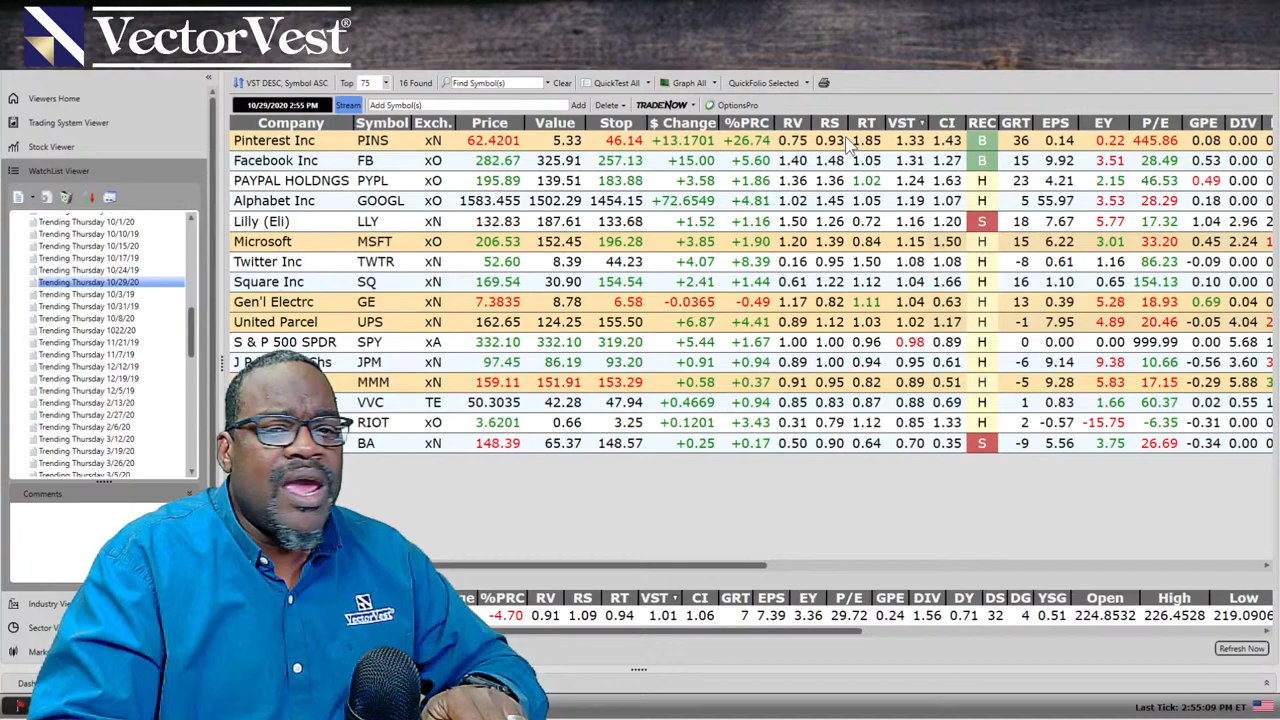 VectorVest®
VST DESC, Symbol ASC Top 75 16 Found Find Symbol(s) Clear QuickTest All Graph All QuickFolio Selected
Viewers Home
10/29/2020 2:55 PM Stream Add Symbol(s) Add Delete TRADENOW OptionsPro
Trading System Viewer
Company Symbol Exch. Price Value Stop $ Change %PRC RV RS RT VST CI REC GRT EPS EY P/E GPE DIV
Pinterest Inc PINS xN 62.4201 5.33 46.14 +13.1701 +26.74 0.75 0.93 1.85 1.33 1.43 B 36 0.14 0.22 445.86 0.08 0.00
Stock Viewer
Facebook Inc FB xO 282.67 325.91 257.13 +15.00 +5.60 1.40 1.48 1.05 1.31 1.27 B 15 9.92 3.51 28.49 0.53 0.00
WatchList Viewer
PAYPAL HOLDNGS PYPL xO 195.89 139.51 183.88 +3.58 +1.86 1.36 1.36 1.02 1.24 1.63 H 23 4.21 2.15 46.53 0.49 0.00
Alphabet Inc GOOGL xO 1583.455 1502.29 1454.15 +72.6549 +4.81 1.02 1.45 1.05 1.19 1.07 H 5 55.97 3.53 28.29 0.18 0.00
Lilly (Eli) LLY xN 132.83 187.61 133.68 +1.52 +1.16 1.50 1.26 0.72 1.16 1.20 S 18 7.67 5.77 17.32 1.04 2.96
Microsoft MSFT xO 206.53 152.45 196.28 +3.85 +1.90 1.20 1.39 0.84 1.15 1.50 H 15 6.22 3.01 33.20 0.45 2.24
Twitter Inc TWTR xN 52.60 8.39 44.23 +4.07 +8.39 0.16 0.95 1.50 1.08 1.08 H -8 0.61 1.16 86.23 -0.09 0.00
Square Inc SQ xN 169.54 30.90 154.54 +2.36 +1.44 0.61 1.22 1.12 1.04 1.66 H 16 1.10 0.65 154.13 0.10 0.00
Gen'l Electrc GE xN 7.3835 8.78 6.58 -0.0365 -0.49 1.17 0.82 1.11 1.04 0.63 H 13 0.39 5.28 18.93 0.69 0.04
United Parcel UPS xN 162.65 124.25 155.50 +6.87 +4.41 0.89 1.12 1.03 1.02 1.17 H -1 7.95 4.89 20.46 -0.05 4.04
S & P 500 SPDR SPY xA 332.10 332.10 319.20 +5.44 +1.67 1.00 1.00 0.96 0.98 0.89 H 0 0.00 0.00 999.99 0.00 5.68
J P JPM xN 97.45 86.19 93.20 +0.91 +0.94 0.89 1.00 0.94 0.95 0.61 H -6 9.14 9.38 10.66 -0.56 3.60
MMM xN 159.11 151.91 153.29 +0.58 +0.37 0.91 0.95 0.82 0.89 0.89 H -5 9.28 5.83 17.15 -0.29 5.88
VVC TE 50.3035 42.28 47.94 +0.4669 +0.94 0.85 0.83 0.87 0.88 0.69 H 1 0.83 1.66 60.37 0.02 0.55
RIOT xO 3.6201 0.66 3.25 +0.1201 +3.43 0.31 0.79 1.12 0.85 1.33 H 2 -0.57 -15.75 -6.35 -0.31 0.00
BA xN 148.39 65.37 148.57 +0.25 +0.17 0.50 0.90 0.64 0.70 0.35 S -9 5.56 3.75 26.69 -0.34 0.00
Trending Thursday 10/1/20
Trending Thursday 10/10/19
Trending Thursday 10/15/20
Trending Thursday 10/17/19
Trending Thursday 10/24/19
Trending Thursday 10/29/20
Trending Thursday 10/3/19
Trending Thursday 10/31/19
Trending Thursday 10/8/20
Trending Thursday 1022/20
Trending Thursday 11/21/19
Trending Thursday 11/7/19
Trending Thursday 12/12/19
Trending Thursday 12/19/19
Trending Thursday 12/5/19
Trending Thursday 2/13/20
Trending Thursday 2/27/20
Trending Thursday 2/6/20
Trending Thursday 3/12/20
Trending Thursday 3/19/20
Trending Thursday 3/26/20
Trending Thursday 3/5/20
Comments
%PRC RV RS RT VST CI GRT EPS EY P/E GPE DIV DY DS DG YSG Open High Low
-4.70 0.91 1.09 0.94 1.01 1.06 7 7.39 3.36 29.72 0.24 1.56 0.71 32 4 0.51 224.8532 226.4528 219.0906
Industry Vie
Sector V
Mark
Refresh Now
Dash
VectorVest
Last Tick: 2:55:09 PM ET